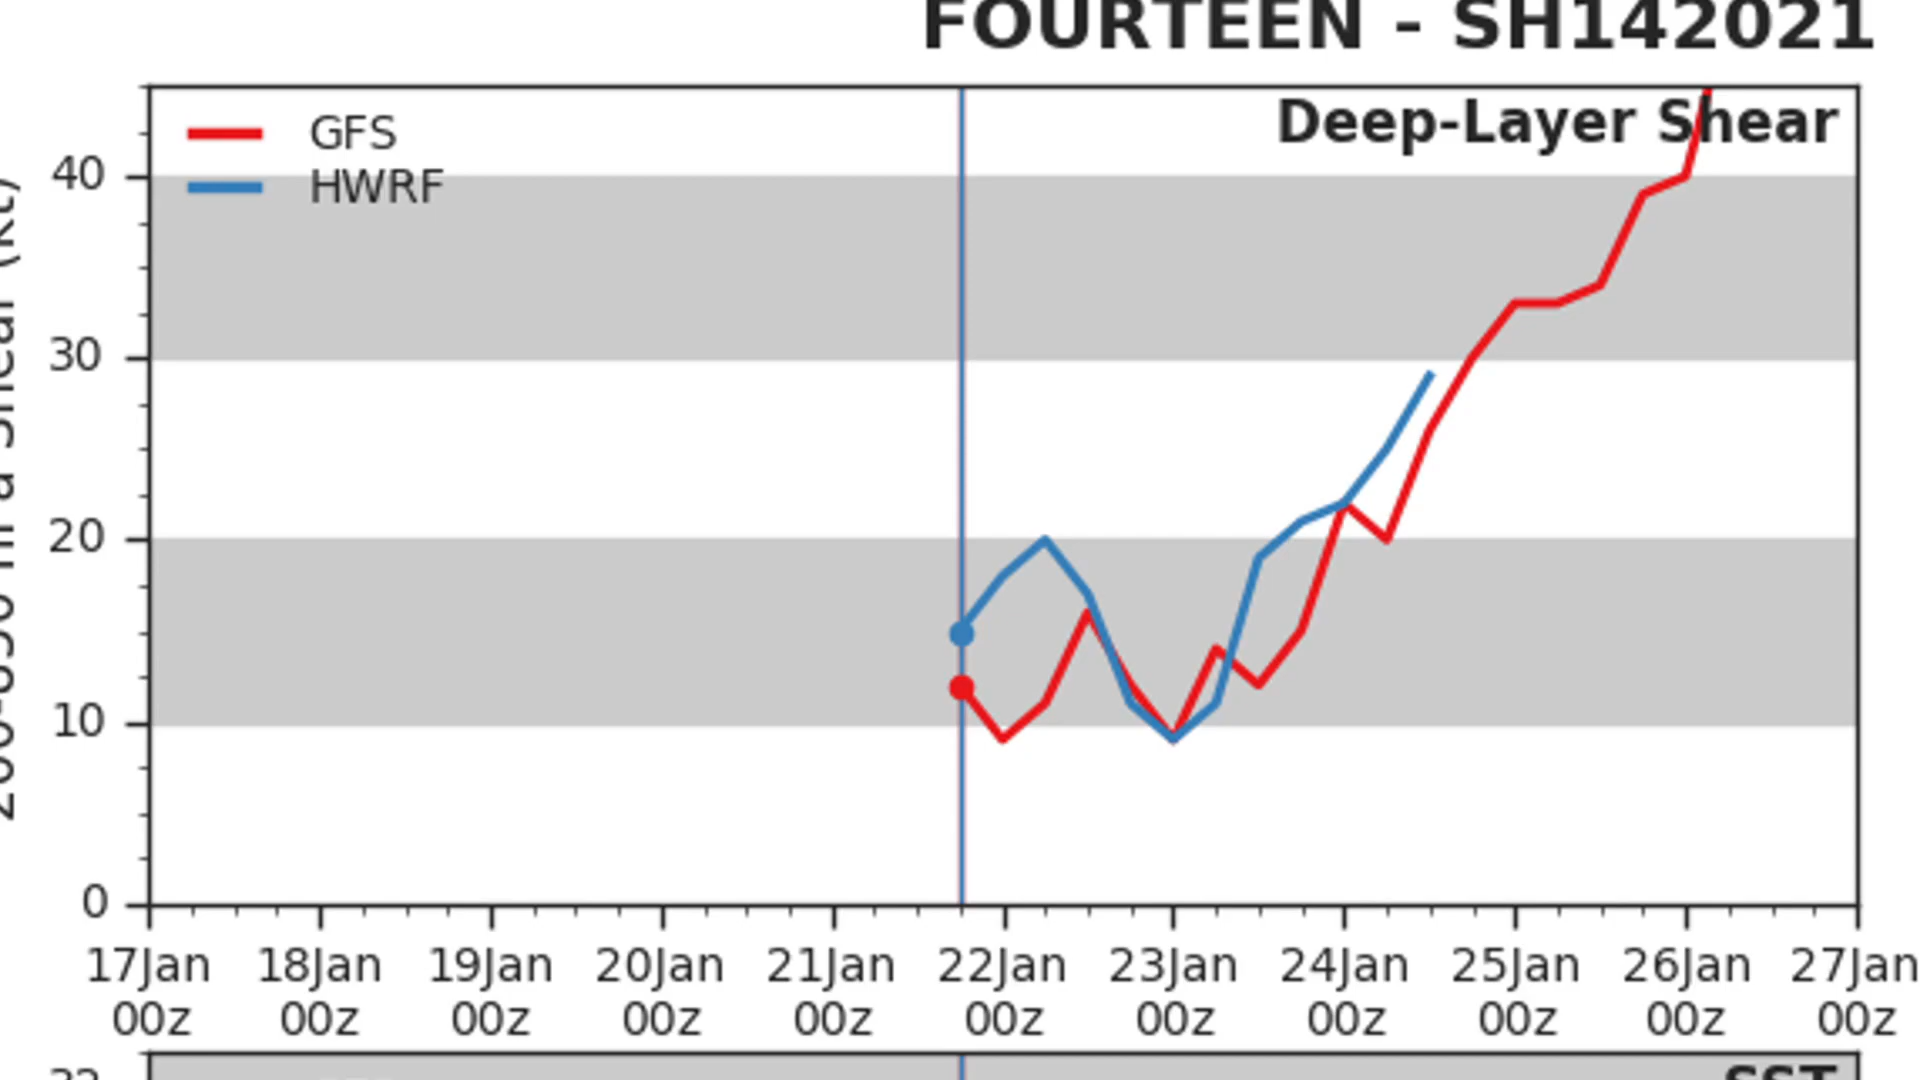 FOURTEEN - SH142021
Deep-Layer Shear
GFS
HWRF
40
30
20
10
0
17Jan 18Jan 19Jan 20Jan 21Jan 22Jan 23Jan 24Jan 25Jan 26Jan 27Jan
00z 00z 00z 00z 00z 00z 00z 00z 00z 00z 00z
SST